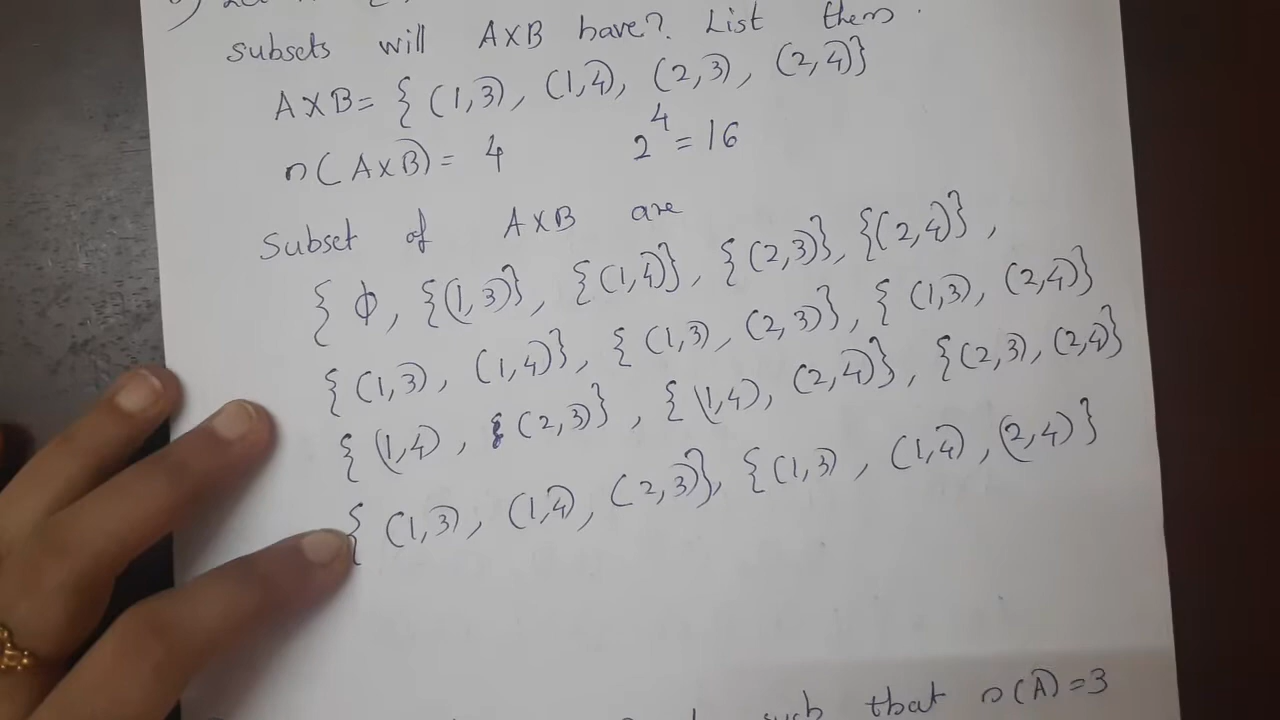 subsets will A×B have? List them.
A×B = { (1,3), (1,4), (2,3), (2,4)}
n(A×B) = 4 2⁴ = 16
Subset of A×B are
{ ϕ, {(1,3)}, {(1,4)}, {(2,3)}, {(2,4)},
{ (1,3), (1,4)}, { (1,3), (2,3)}, { (1,3), (2,4)}
{ (1,4), (2,3)}, { (1,4), (2,4)}, {(2,3), (2,4)}
{ (1,3), (1,4), (2,3)}, {(1,3), (1,4), (2,4)}
such that n(A) = 3